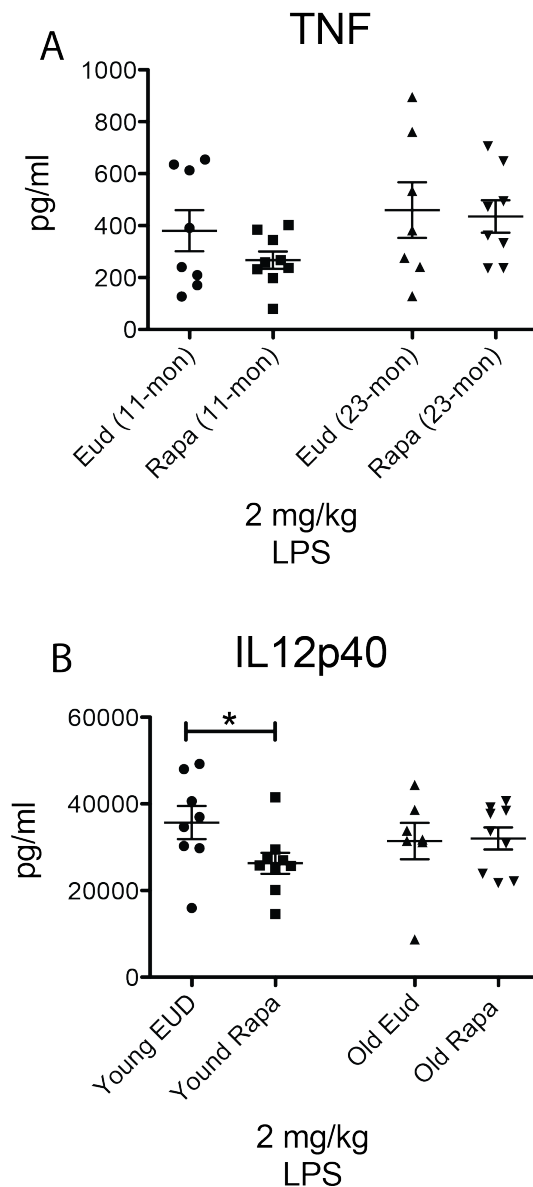 A
TNF
1000
800
600
400
200
0
pg/ml
Eud (11-mon)
Rapa (11-mon)
Eud (23-mon)
Rapa (23-mon)
2 mg/kg
LPS
B
IL12p40
60000
40000
20000
0
pg/ml
*
Young EUD
Yound Rapa
Old Eud
Old Rapa
2 mg/kg
LPS